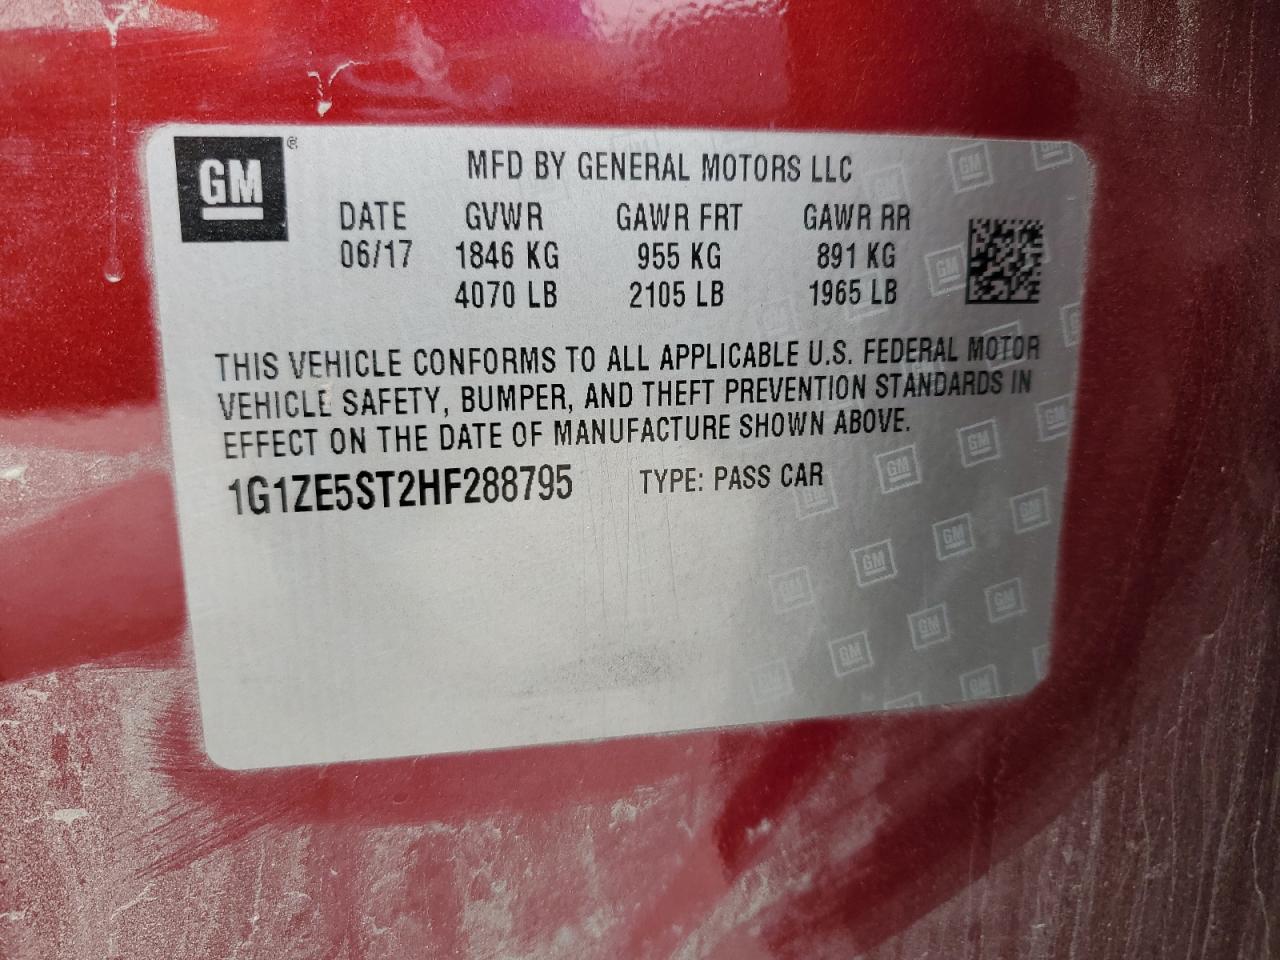 GM ® MFD BY GENERAL MOTORS LLC
DATE GVWR GAWR FRT GAWR RR
06/17 1846 KG 955 KG 891 KG
4070 LB 2105 LB 1965 LB
THIS VEHICLE CONFORMS TO ALL APPLICABLE U.S. FEDERAL MOTOR
VEHICLE SAFETY, BUMPER, AND THEFT PREVENTION STANDARDS IN
EFFECT ON THE DATE OF MANUFACTURE SHOWN ABOVE.
1G1ZE5ST2HF288795 TYPE: PASS CAR